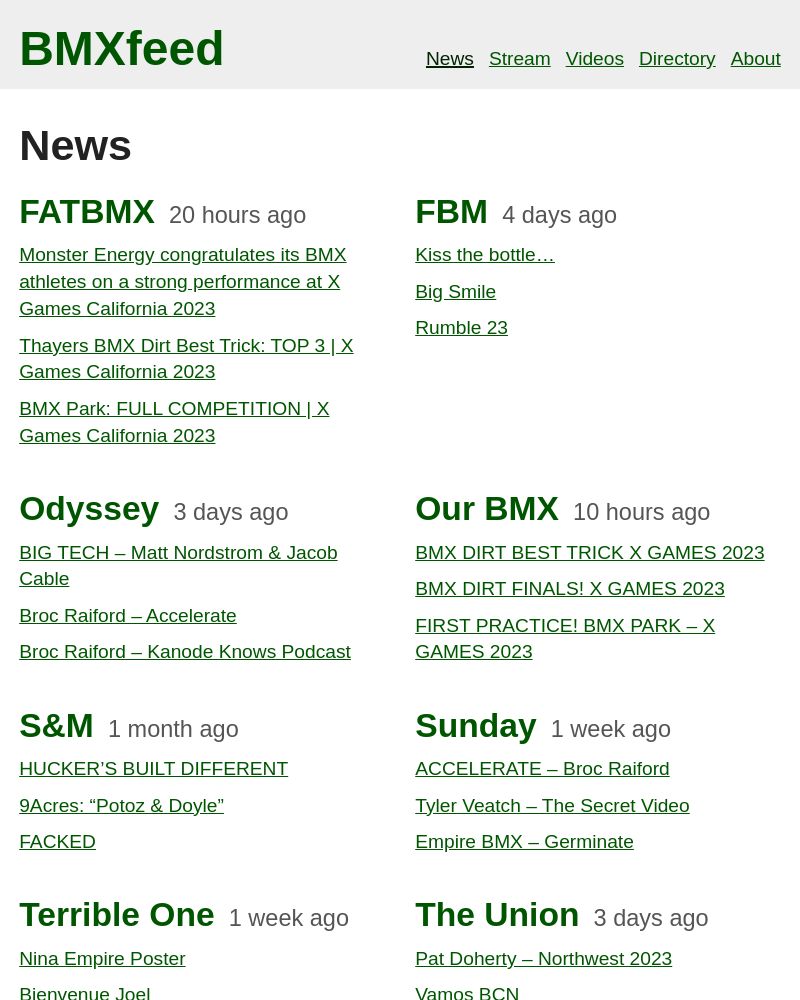 BMXfeed
News Stream Videos Directory About
News
FATBMX 20 hours ago
Monster Energy congratulates its BMX
athletes on a strong performance at X
Games California 2023
Thayers BMX Dirt Best Trick: TOP 3 | X
Games California 2023
BMX Park: FULL COMPETITION | X
Games California 2023
FBM 4 days ago
Kiss the bottle…
Big Smile
Rumble 23
Odyssey 3 days ago
BIG TECH – Matt Nordstrom & Jacob
Cable
Broc Raiford – Accelerate
Broc Raiford – Kanode Knows Podcast
Our BMX 10 hours ago
BMX DIRT BEST TRICK X GAMES 2023
BMX DIRT FINALS! X GAMES 2023
FIRST PRACTICE! BMX PARK – X
GAMES 2023
S&M 1 month ago
HUCKER’S BUILT DIFFERENT
9Acres: “Potoz & Doyle”
FACKED
Sunday 1 week ago
ACCELERATE – Broc Raiford
Tyler Veatch – The Secret Video
Empire BMX – Germinate
Terrible One 1 week ago
Nina Empire Poster
Bienvenue Joel
The Union 3 days ago
Pat Doherty – Northwest 2023
Vamos BCN